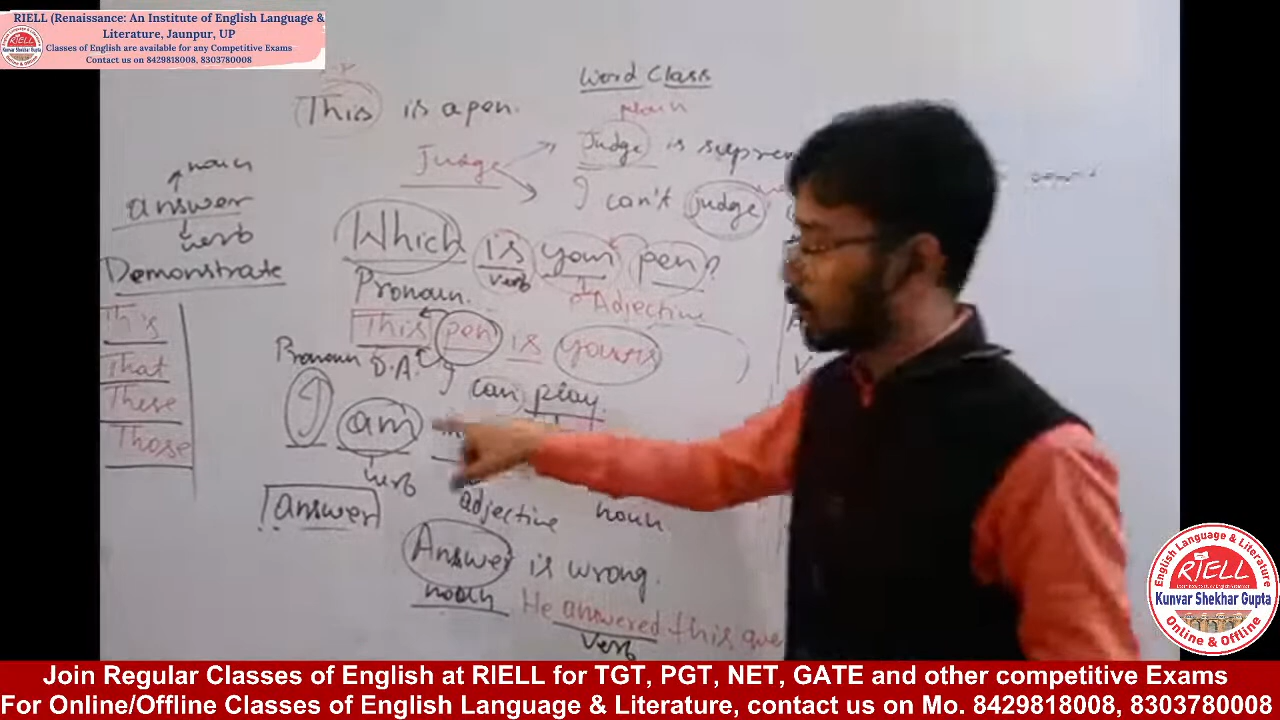 RIELL (Renaissance: An Institute of English Language &
Literature, Jaunpur, UP
Classes of English are available for any Competitive Exams
Contact us on 8429818008, 8303780008
RIELL
Word Class
This is a pen.
noun
Judge
Judge is
I can't judge
noun
answer
verb
Demonstrate
This
That
These
Those
Which is your pen?
verb
Pronoun.
Adjective
This pen is yours
Pronoun D.A.
I can play.
I am
verb
adjective noun
answer
Answer is wrong.
noun
He answered this que
verb
English Language & Literature
RIELL
Kunvar Shekhar Gupta
Online & Offline
Join Regular Classes of English at RIELL for TGT, PGT, NET, GATE and other competitive Exams
For Online/Offline Classes of English Language & Literature, contact us on Mo. 8429818008, 8303780008